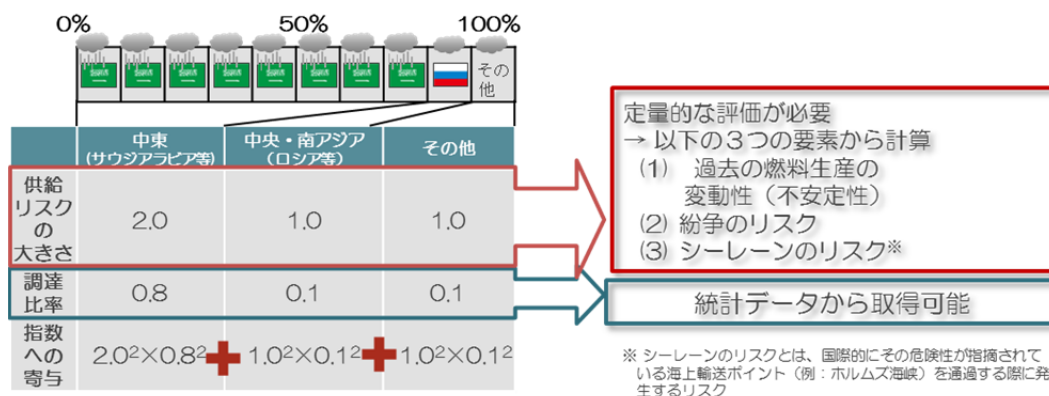 0% 50% 100%
その
他
中東
(サウジアラビア等)
中央・南アジア
(ロシア等)
その他
供給
リスク
の
大きさ
2.0 1.0 1.0
調達
比率
0.8 0.1 0.1
指数
への
寄与
2.0²×0.8² + 1.0²×0.1² + 1.0²×0.1²
定量的な評価が必要
→ 以下の3つの要素から計算
(1) 過去の燃料生産の
変動性（不安定性）
(2) 紛争のリスク
(3) シーレーンのリスク※
統計データから取得可能
※ シーレーンのリスクとは、国際的にその危険性が指摘されて
いる海上輸送ポイント（例：ホルムズ海峡）を通過する際に発
生するリスク